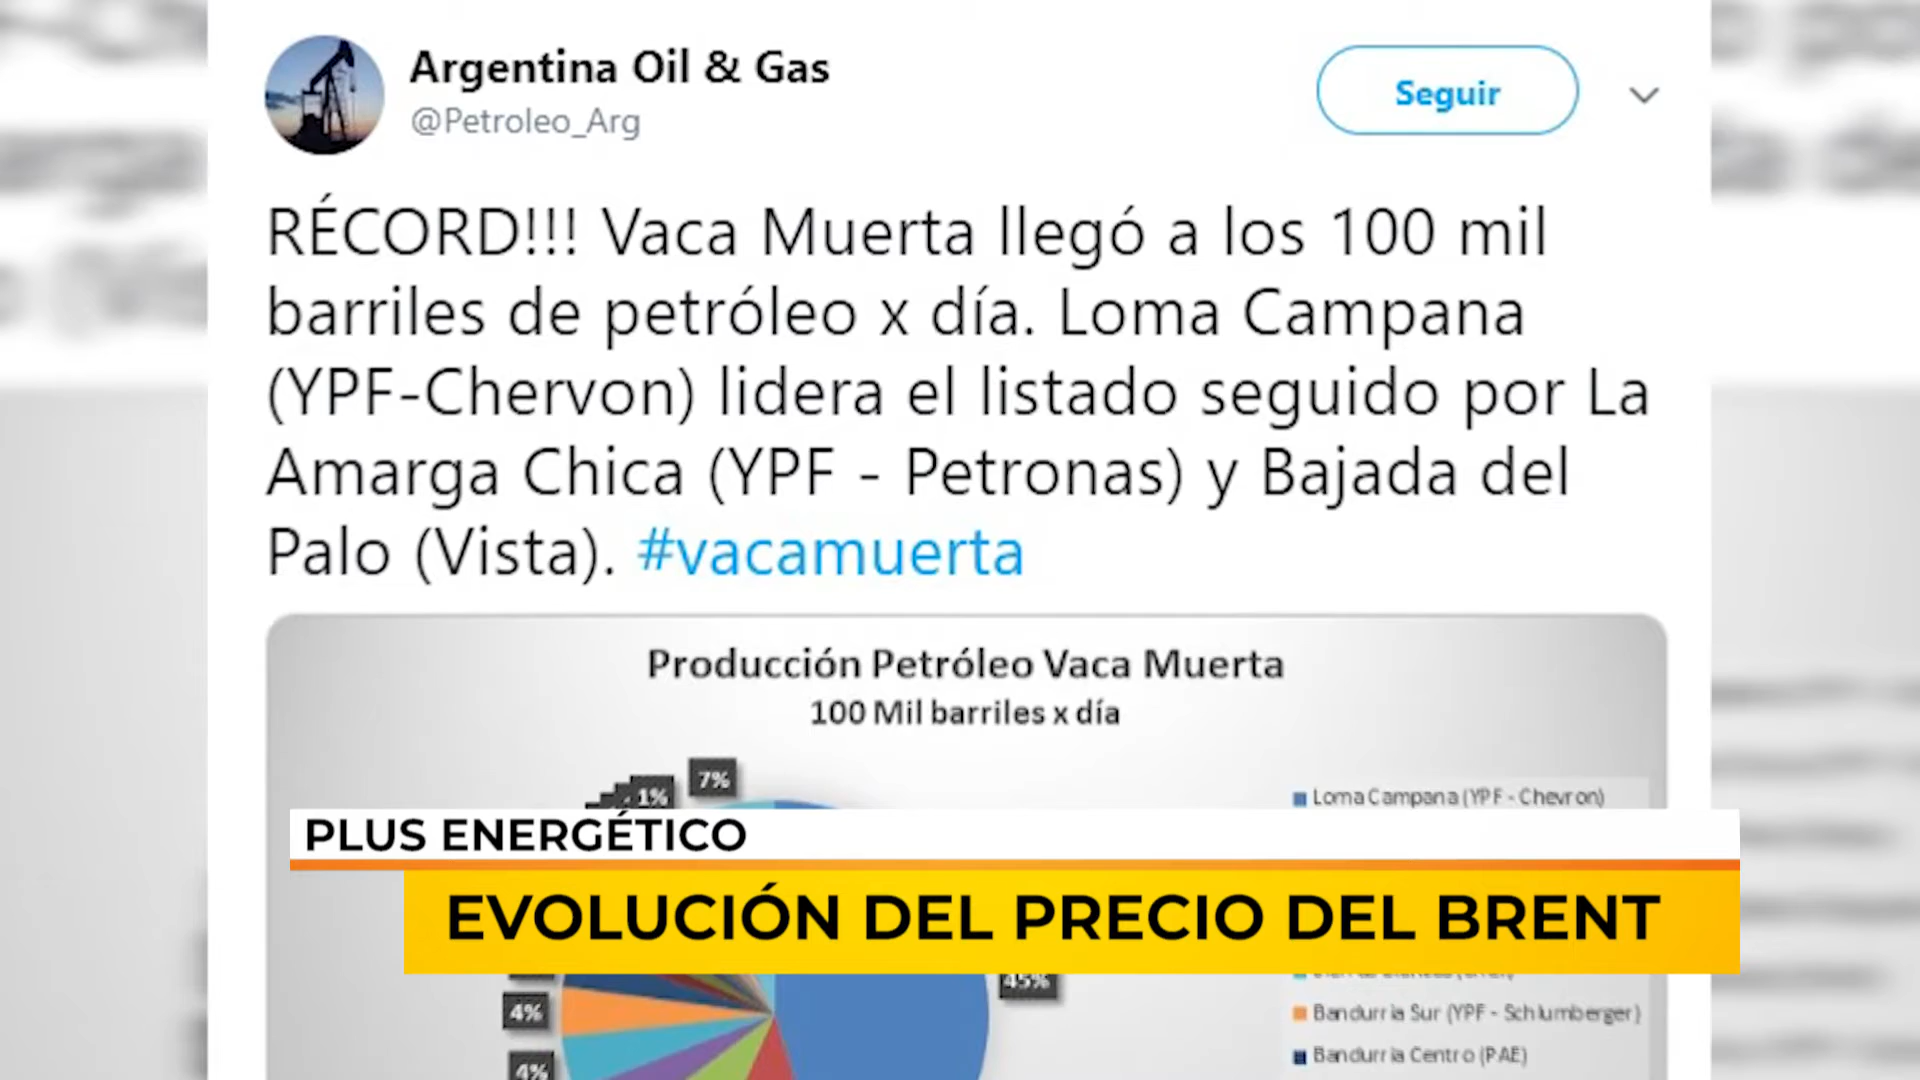 Argentina Oil & Gas
@Petroleo_Arg
Seguir
RÉCORD!!! Vaca Muerta llegó a los 100 mil
barriles de petróleo x día. Loma Campana
(YPF-Chervon) lidera el listado seguido por La
Amarga Chica (YPF - Petronas) y Bajada del
Palo (Vista). #vacamuerta
Producción Petróleo Vaca Muerta
100 Mil barriles x día
7%
1%
Loma Campana (YPF - Chevron)
PLUS ENERGÉTICO
EVOLUCIÓN DEL PRECIO DEL BRENT
45%
4%
Bandurria Sur (YPF - Schlumberger)
Bandurria Centro (PAE)
4%